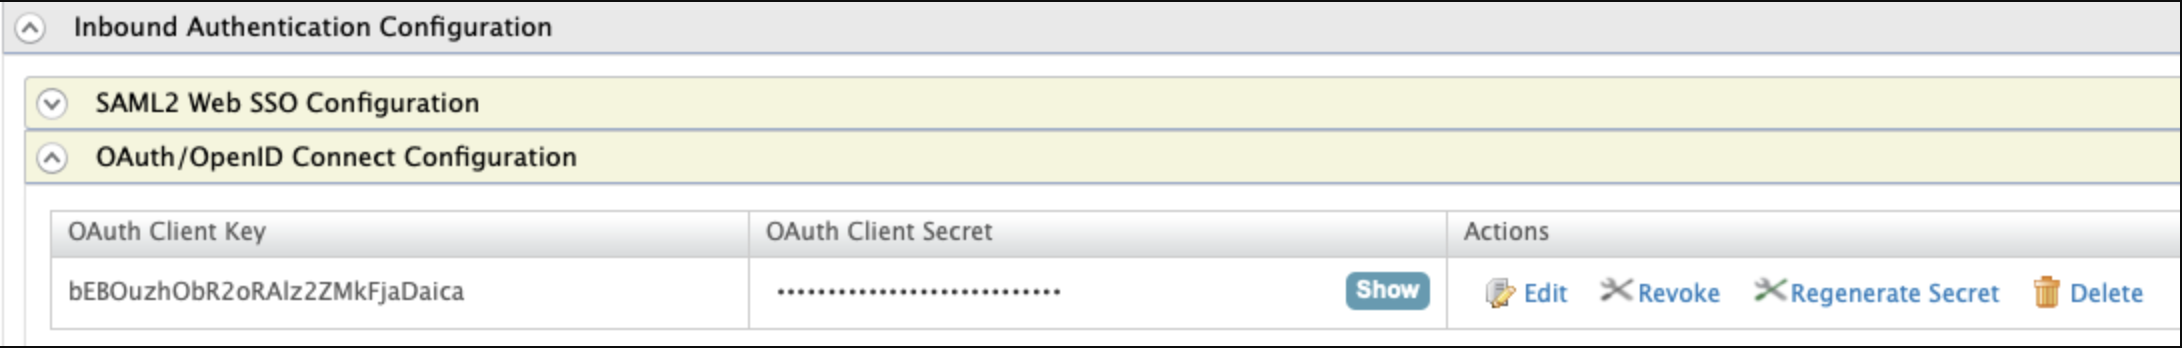 Inbound Authentication Configuration
SAML2 Web SSO Configuration
OAuth/OpenID Connect Configuration
OAuth Client Key OAuth Client Secret Actions
bEBOuzhObR2oRAlz2ZMkFjaDaica •••••••••••••••••••••••••••• Show Edit Revoke Regenerate Secret Delete